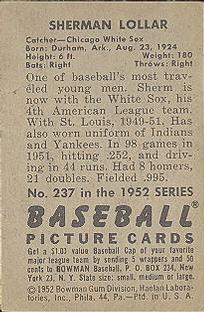 SHERMAN LOLLAR
Catcher—Chicago White Sox
Born: Durham, Ark., Aug. 23, 1924
Height: 6 ft. Weight: 180
Bats: Right Throws: Right
One of baseball's most trav-
eled young men. Sherm is
now with the White Sox, his
4th American League team.
With St. Louis, 1949-51. Has
also worn uniform of Indians
and Yankees. In 98 games in
1951, hitting .252, and driv-
ing in 44 runs. Had 8 homers,
21 doubles. Fielded .995.
No. 237 in the 1952 SERIES
BASEBALL®
PICTURE CARDS
Get a $1.00 value Baseball Cap of your favorite
major league team by sending 5 wrappers and 50
cents to BOWMAN Baseball, P. O. BOX 234, New
York 23, N. Y. State size: small, medium or large.
©1952 Bowman Gum Division, Haelan Labora-
tories, Inc., Phila. 44, Pa.—Ptd. in U. S. A.